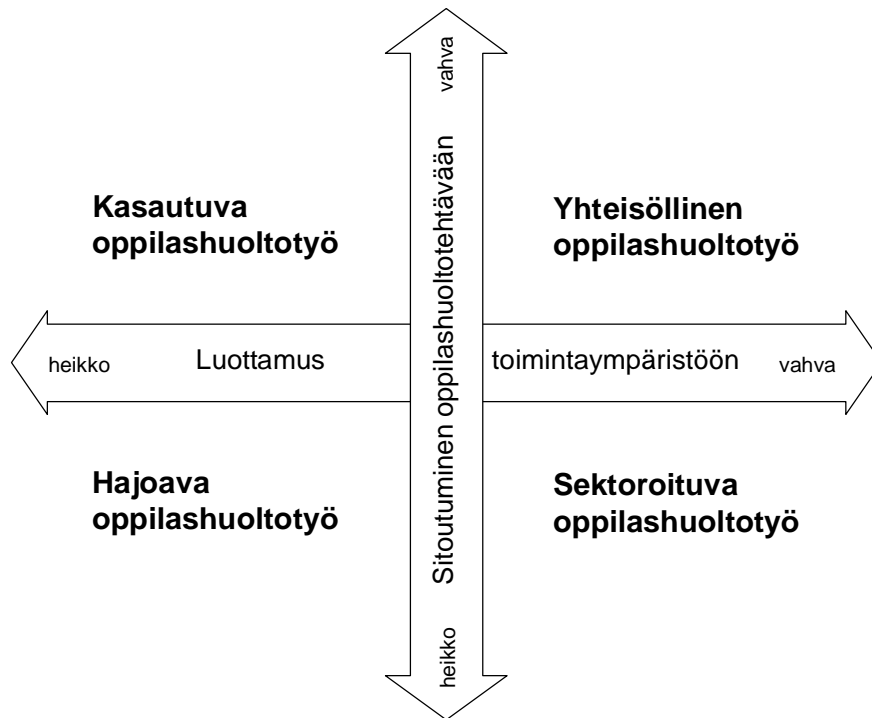 vahva
Sitoutuminen oppilashuoltotehtävään
heikko
Kasautuva
oppilashuoltotyö
Yhteisöllinen
oppilashuoltotyö
heikko Luottamus toimintaympäristöön vahva
Hajoava
oppilashuoltotyö
Sektoroituva
oppilashuoltotyö